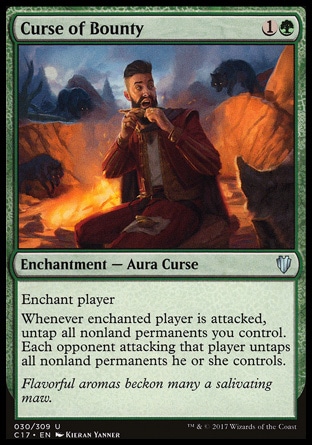 Curse of Bounty 1
Enchantment — Aura Curse
Enchant player
Whenever enchanted player is attacked,
untap all nonland permanents you control.
Each opponent attacking that player untaps
all nonland permanents he or she controls.
Flavorful aromas beckon many a salivating
maw.
030/309 U
C17 • EN Kieran Yanner
™ & © 2017 Wizards of the Coast